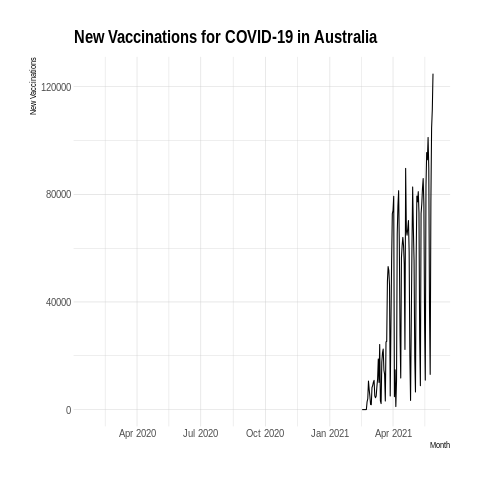 New Vaccinations for COVID-19 in Australia
New Vaccinations
120000
80000
40000
0
Apr 2020 Jul 2020 Oct 2020 Jan 2021 Apr 2021
Month